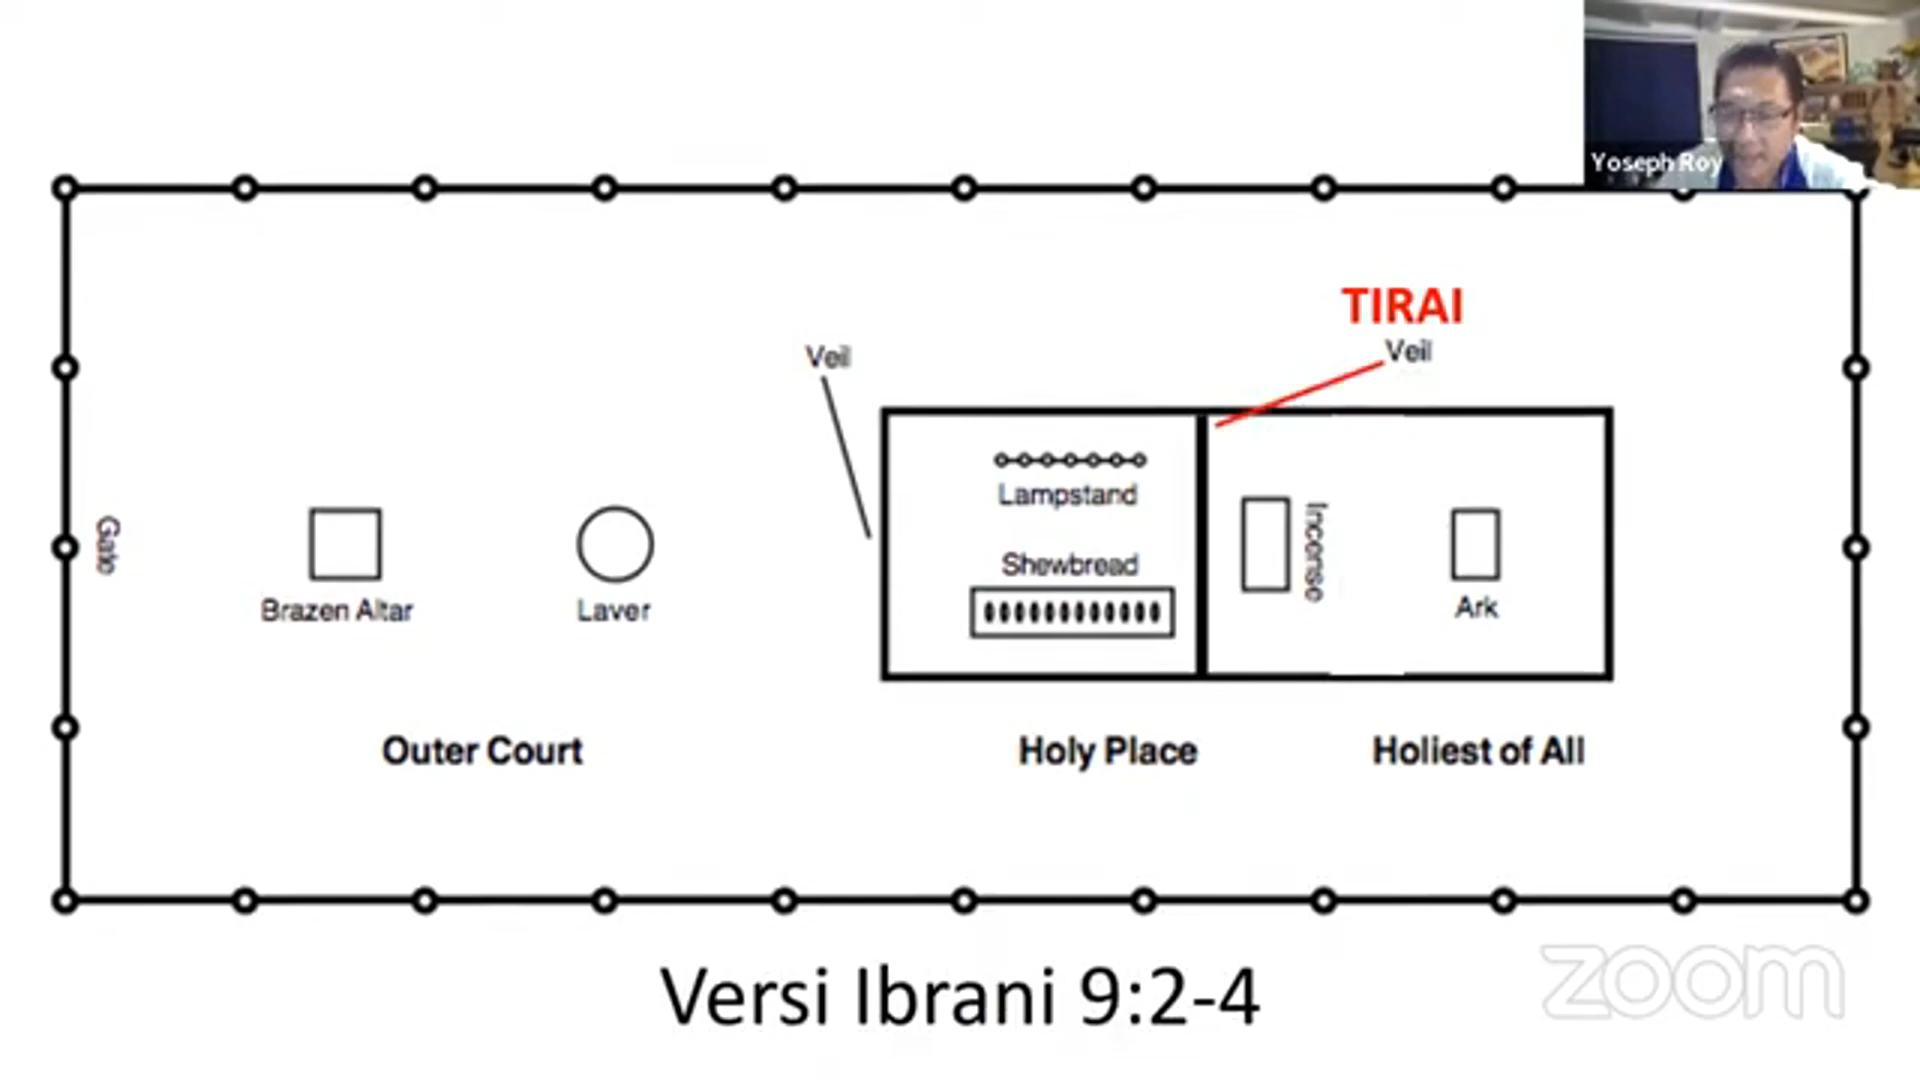 Yoseph Roy
TIRAI
Veil
Veil
Lampstand
Shewbread
Incense
Gate
Brazen Altar
Laver
Ark
Outer Court
Holy Place
Holiest of All
Versi Ibrani 9:2-4
zoom